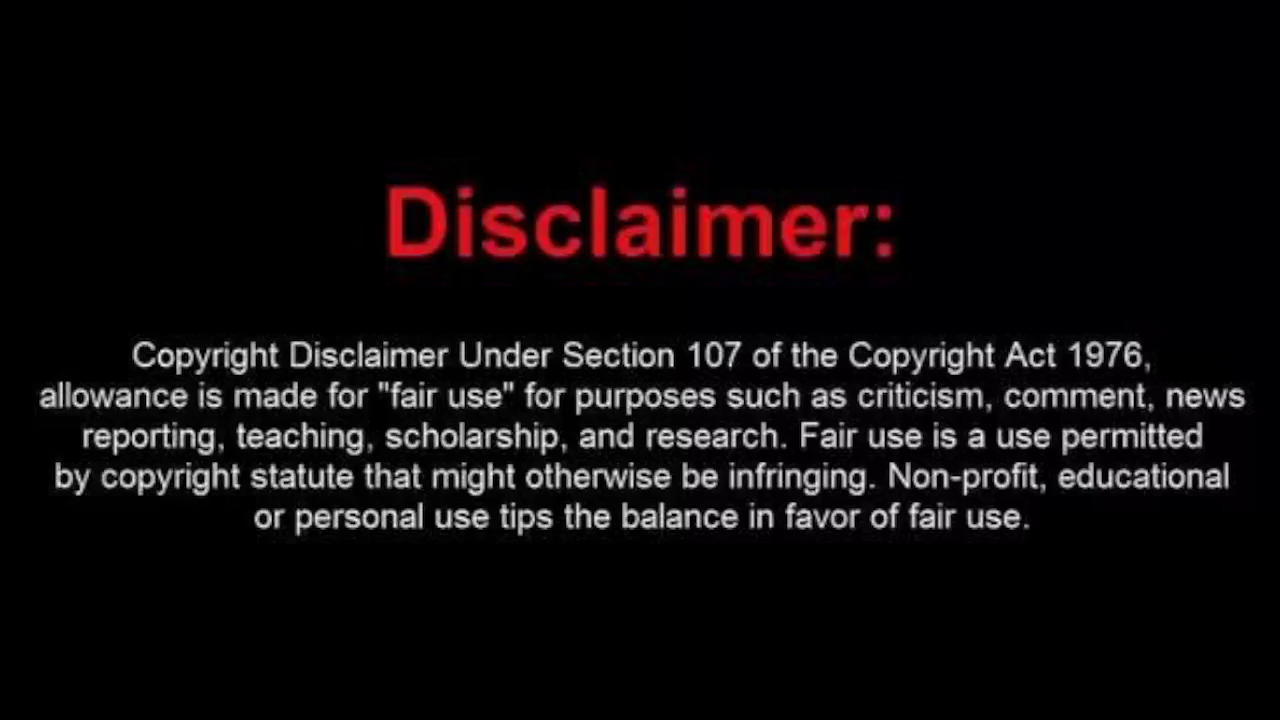 Disclaimer:
Copyright Disclaimer Under Section 107 of the Copyright Act 1976,
allowance is made for "fair use" for purposes such as criticism, comment, news
reporting, teaching, scholarship, and research. Fair use is a use permitted
by copyright statute that might otherwise be infringing. Non-profit, educational
or personal use tips the balance in favor of fair use.